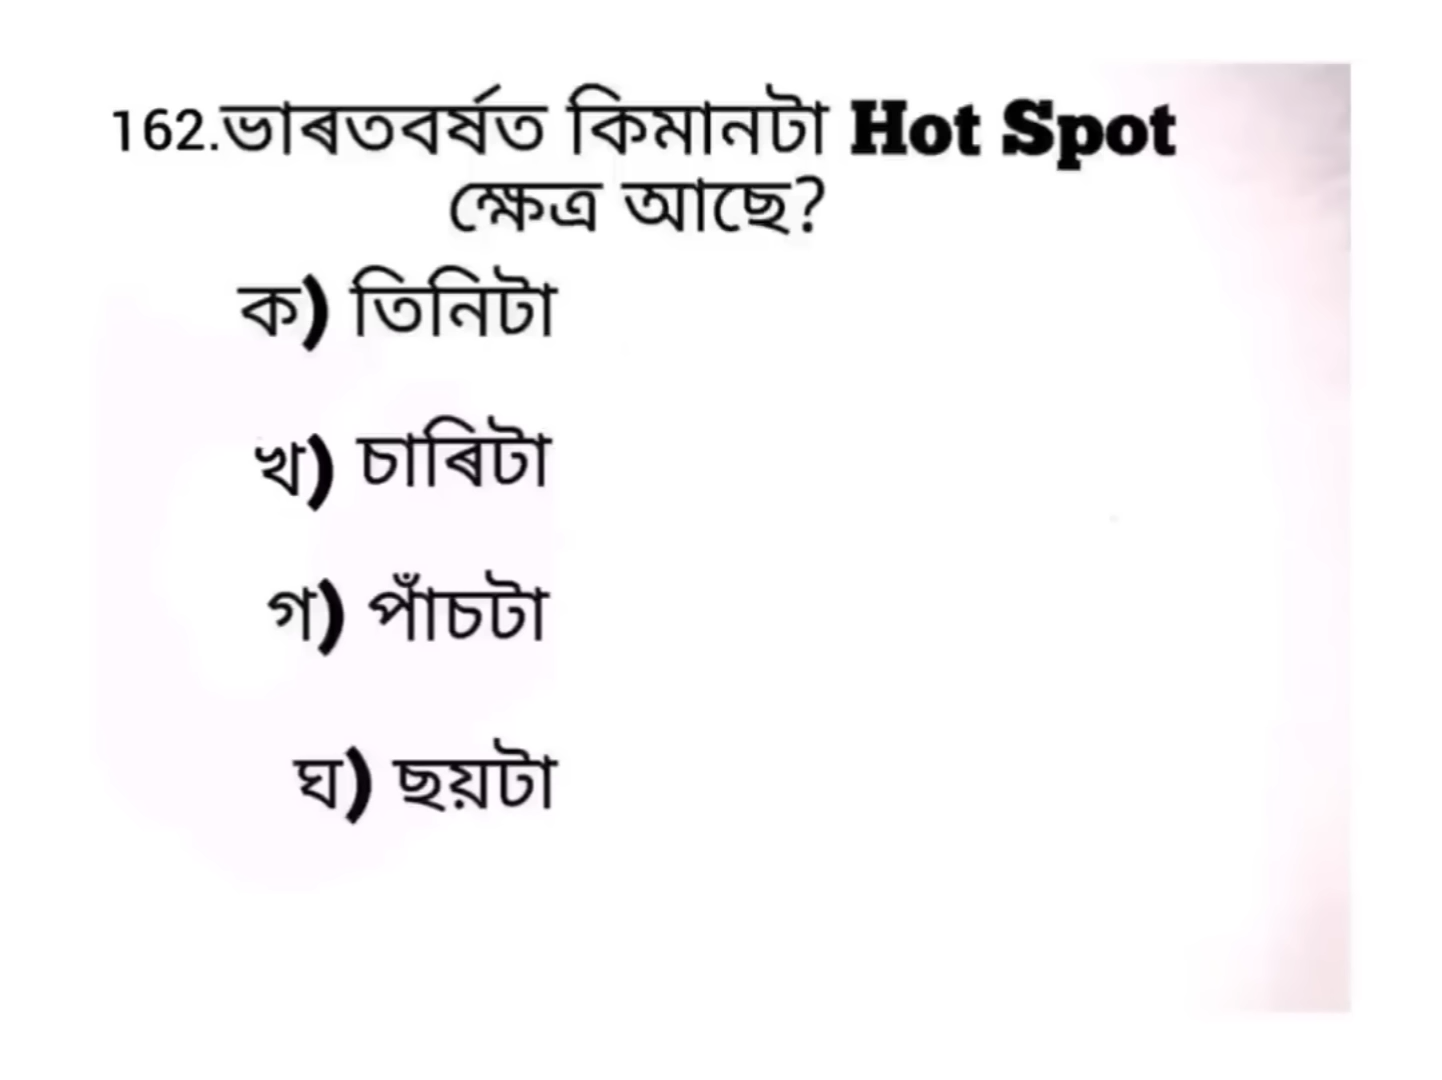 162.ভাৰতবৰ্ষত কিমানটা Hot Spot
ক্ষেত্ৰ আছে?
ক) তিনিটা
খ) চাৰিটা
গ) পাঁচটা
ঘ) ছয়টা